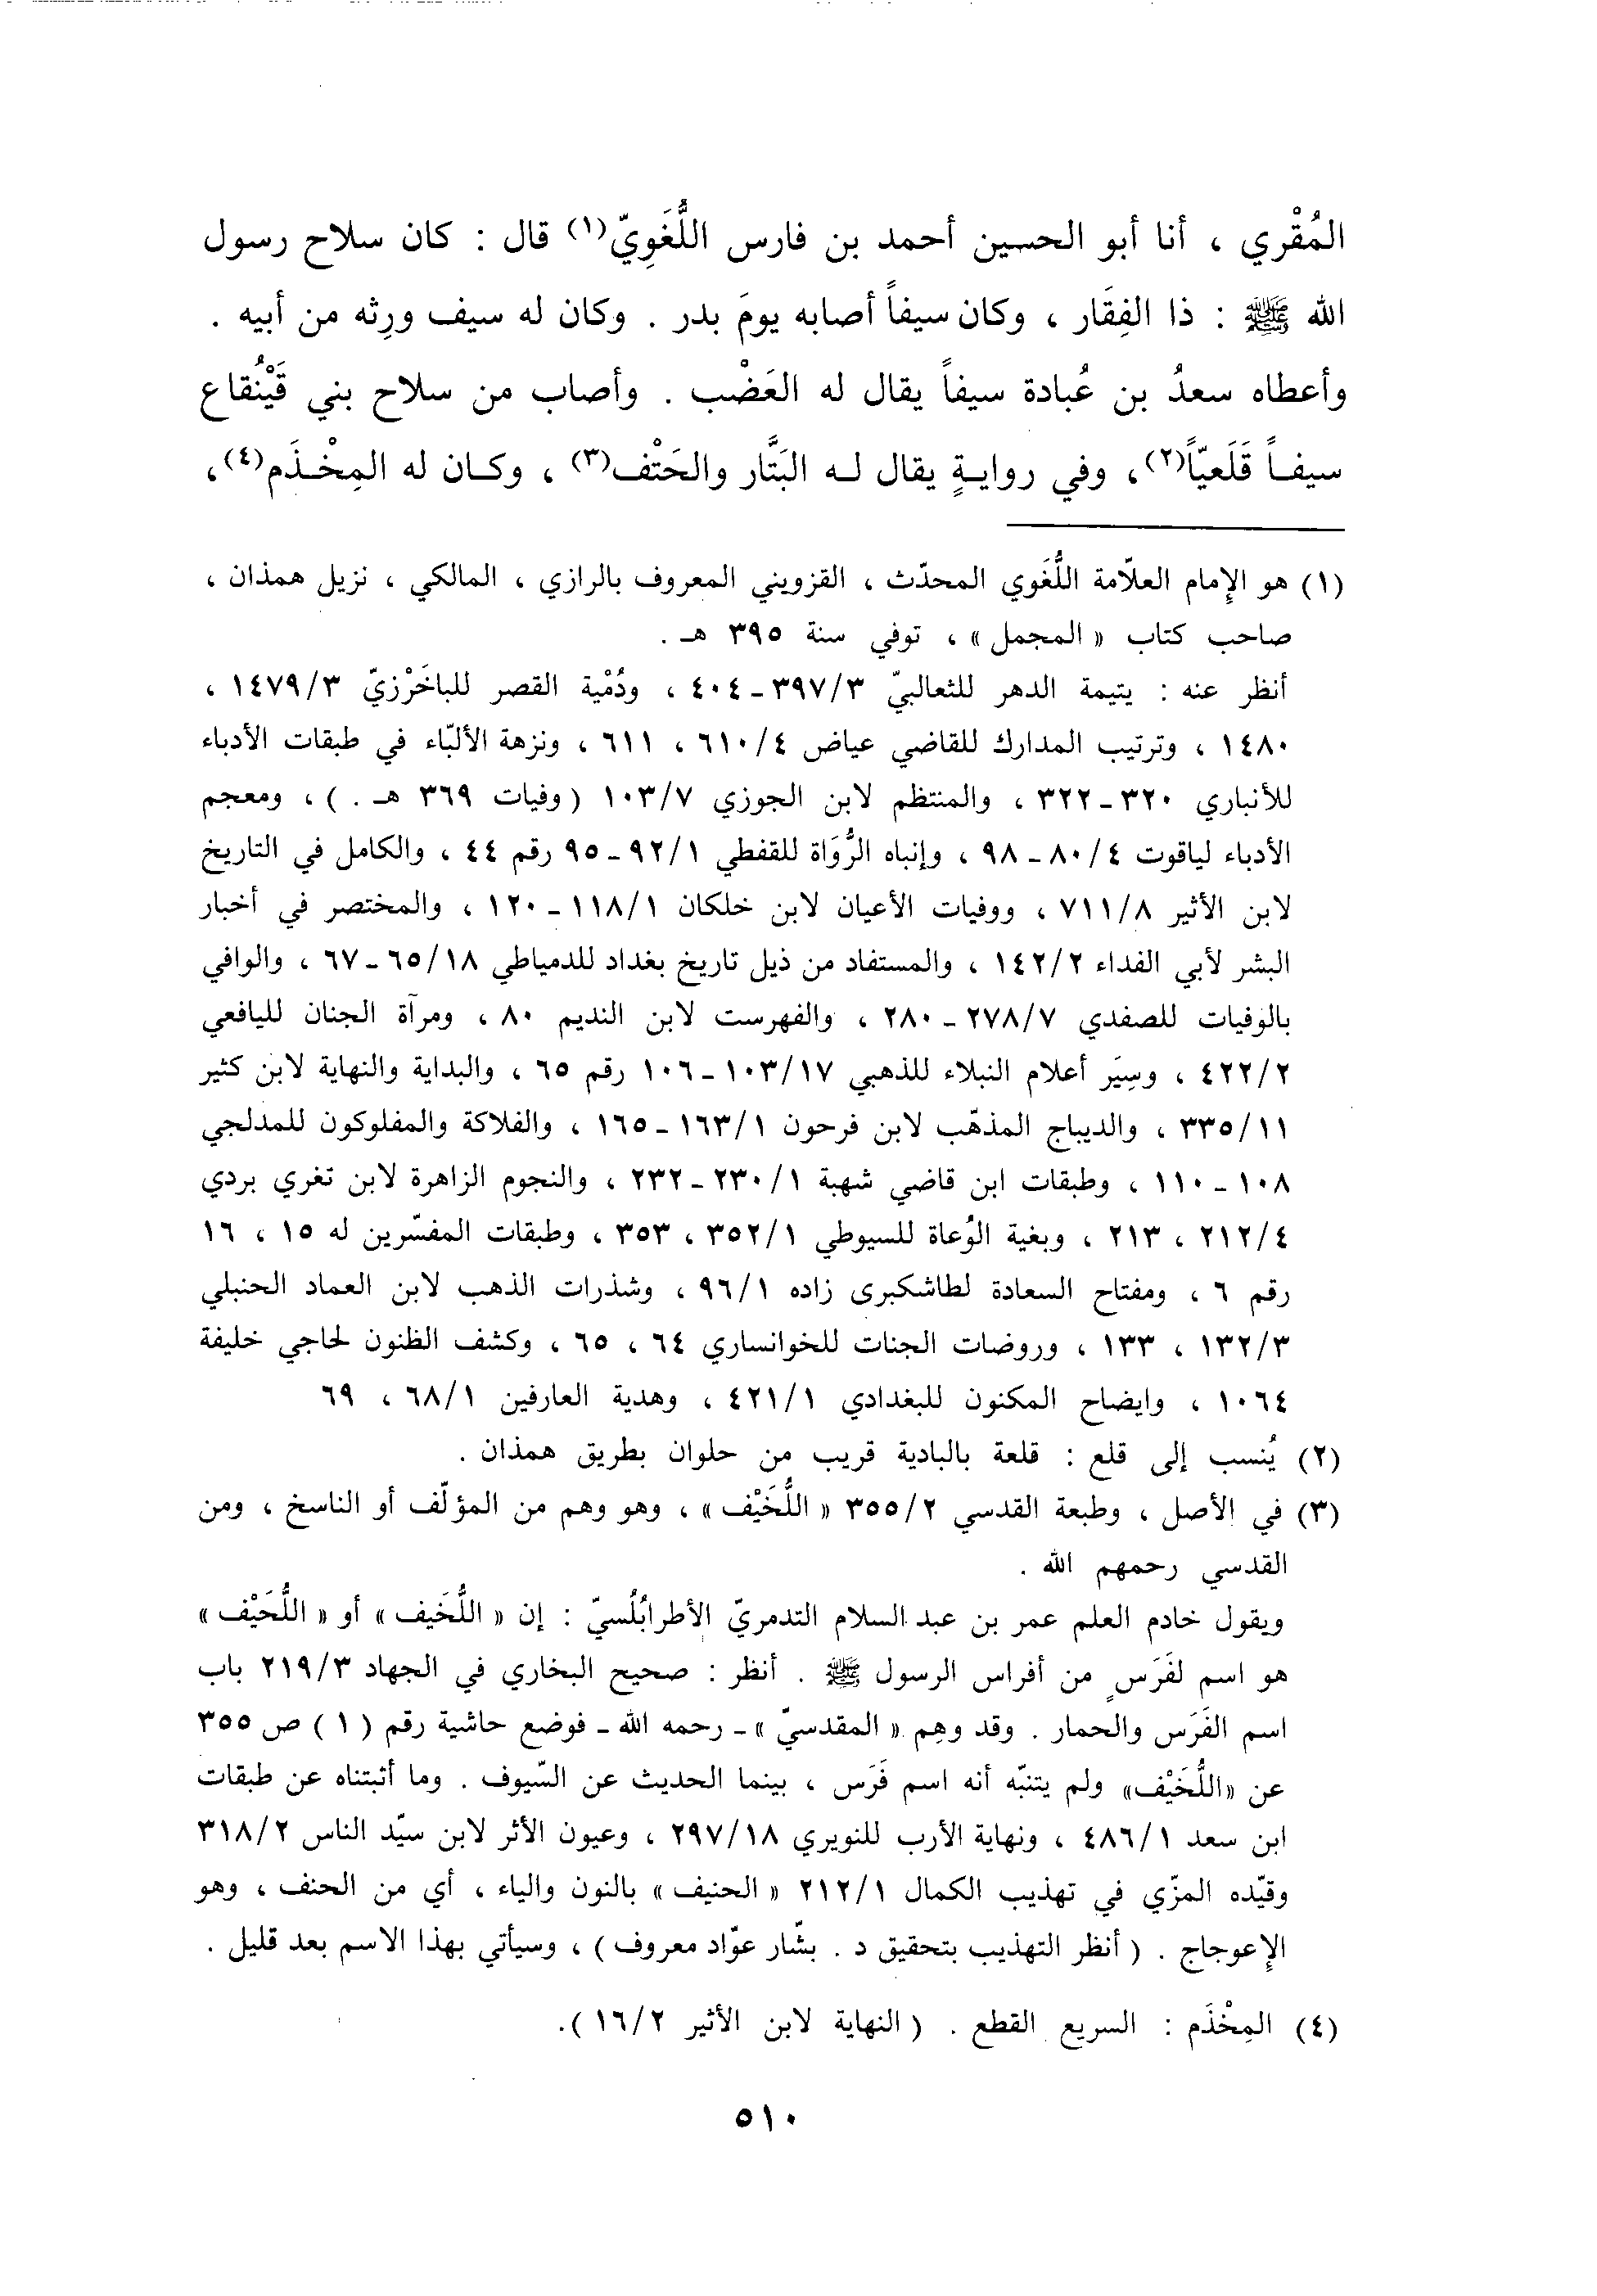 المُقْري ، أنا أبو الحسين أحمد بن فارس اللُّغَوِيّ(١) قال : كان سلاح رسول
الله ﷺ : ذا الفِقَار ، وكان سيفاً أصابه يومَ بدر . وكان له سيف ورِثه من أبيه .
وأعطاه سعدُ بن عُبادة سيفاً يقال له العَضْب . وأصاب من سلاح بني قَيْنُقاع
سيفاً قَلَعيّاً(٢)، وفي روايةٍ يقال له البَتَّار والحَتْف(٣) ، وكان له المِخْذَم(٤)،
(١) هو الإمام العلّامة اللُّغَوي المحدّث ، القزويني المعروف بالرازي ، المالكي ، نزيل همذان ،
صاحب كتاب « المجمل » ، توفي سنة ٣٩٥ هـ .
أنظر عنه : يتيمة الدهر للثعالبيّ ٣/٣٩٧ ـ ٤٠٤ ، ودُمْية القصر للباخَرْزيّ ٣/١٤٧٩ ،
١٤٨٠ ، وترتيب المدارك للقاضي عياض ٤/٦١٠ ، ٦١١ ، ونزهة الألبّاء في طبقات الأدباء
للأنباري ٣٢٠ ـ ٣٢٢ ، والمنتظم لابن الجوزي ٧/١٠٣ ( وفيات ٣٦٩ هـ . ) ، ومعجم
الأدباء لياقوت ٤/٨٠ ـ ٩٨ ، وإنباه الرُّوَاة للقفطي ١/٩٢ ـ ٩٥ رقم ٤٤ ، والكامل في التاريخ
لابن الأثير ٨/٧١١ ، ووفيات الأعيان لابن خلكان ١/١١٨ ـ ١٢٠ ، والمختصر في أخبار
البشر لأبي الفداء ٢/١٤٢ ، والمستفاد من ذيل تاريخ بغداد للدمياطي ١٨/٦٥ ـ ٦٧ ، والوافي
بالوفيات للصفدي ٧/٢٧٨ ـ ٢٨٠ ، والفهرست لابن النديم ٨٠ ، ومرآة الجنان لليافعي
٢/٤٢٢ ، وسِيَر أعلام النبلاء للذهبي ١٧/١٠٣ ـ ١٠٦ رقم ٦٥ ، والبداية والنهاية لابن كثير
١١/٣٣٥ ، والديباج المذهّب لابن فرحون ١/١٦٣ ـ ١٦٥ ، والفلاكة والمفلوكون للمدلجي
١٠٨ ـ ١١٠ ، وطبقات ابن قاضي شهبة ١/٢٣٠ ـ ٢٣٢ ، والنجوم الزاهرة لابن تغري بردي
٤/٢١٢ ، ٢١٣ ، وبغية الوُعاة للسيوطي ١/٣٥٢ ، ٣٥٣ ، وطبقات المفسّرين له ١٥ ، ١٦
رقم ٦ ، ومفتاح السعادة لطاشكبرى زاده ١/٩٦ ، وشذرات الذهب لابن العماد الحنبلي
٣/١٣٢ ، ١٣٣ ، وروضات الجنات للخوانساري ٦٤ ، ٦٥ ، وكشف الظنون لحاجي خليفة
١٠٦٤ ، وايضاح المكنون للبغدادي ١/٤٢١ ، وهدية العارفين ١/٦٨ ، ٦٩
(٢) يُنسب إلى قلع : قلعة بالبادية قريب من حلوان بطريق همذان .
(٣) في الأصل ، وطبعة القدسي ٢/٣٥٥ « اللُّخَيْف » ، وهو وهم من المؤلّف أو الناسخ ، ومن
القدسي رحمهم الله .
ويقول خادم العلم عمر بن عبد السلام التدمريّ الأطرابُلُسيّ : إن « اللُّخَيف » أو « اللُّحَيْف »
هو اسم لفَرَسٍ من أفراس الرسول ﷺ . أنظر : صحيح البخاري في الجهاد ٣/٢١٩ باب
اسم الفَرَس والحمار . وقد وهِم « المقدسيّ » ـ رحمه الله ـ فوضع حاشية رقم ( ١ ) ص ٣٥٥
عن «اللُّخَيْف» ولم يتنبّه أنه اسم فَرَس ، بينما الحديث عن السّيوف . وما أثبتناه عن طبقات
ابن سعد ١/٤٨٦ ، ونهاية الأرب للنويري ١٨/٢٩٧ ، وعيون الأثر لابن سيّد الناس ٢/٣١٨
وقيّده المزّي في تهذيب الكمال ١/٢١٢ « الحنيف » بالنون والياء ، أي من الحنف ، وهو
الإعوجاج . ( أنظر التهذيب بتحقيق د . بشّار عوّاد معروف ) ، وسيأتي بهذا الاسم بعد قليل .
(٤) المِخْذَم : السريع القطع . ( النهاية لابن الأثير ٢/١٦ ).
٥١٠